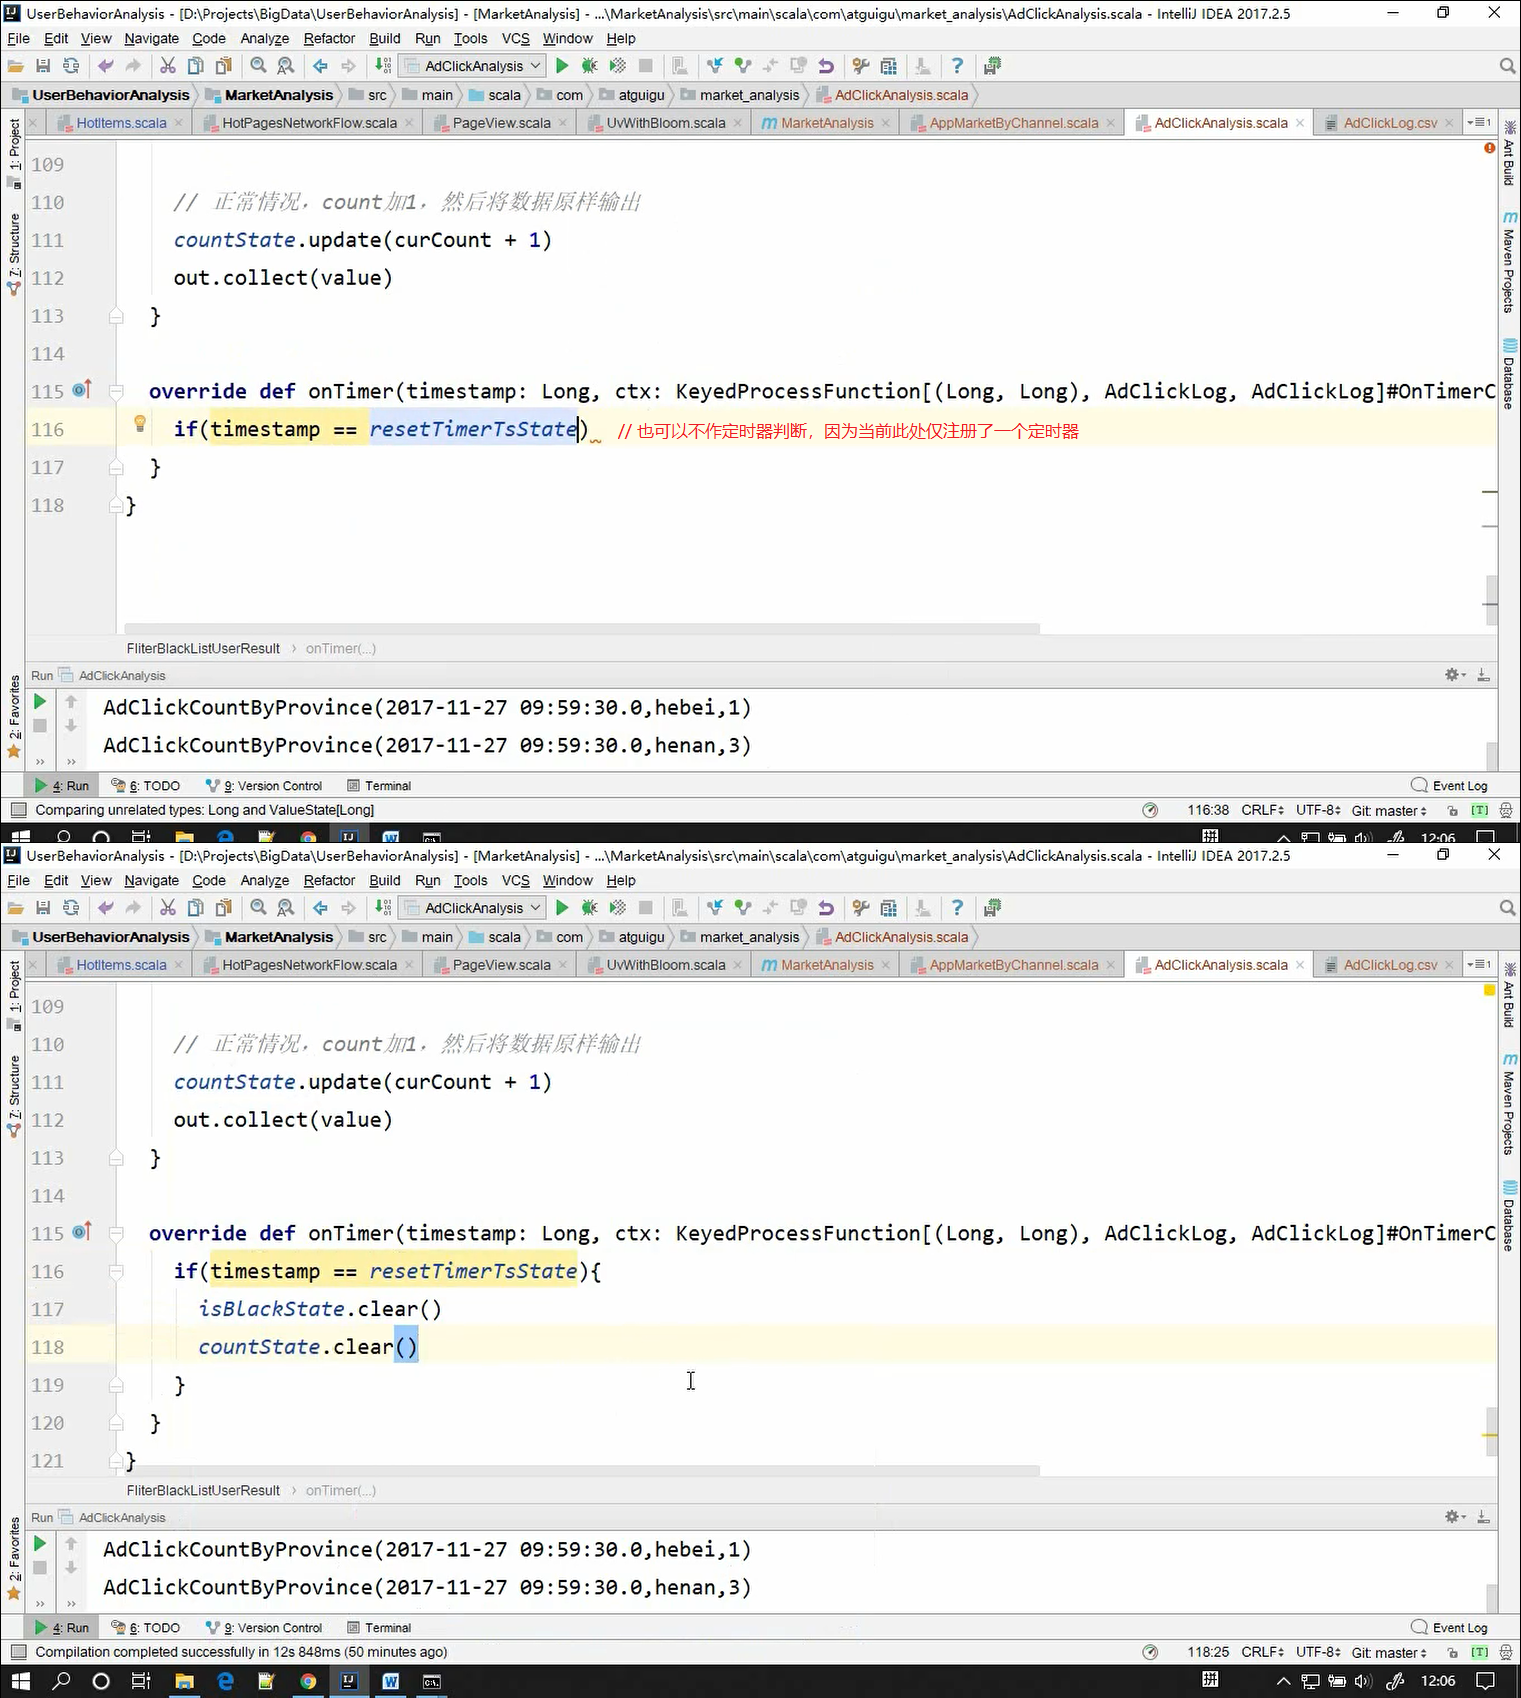 UserBehaviorAnalysis - [D:\Projects\BigData\UserBehaviorAnalysis] - [MarketAnalysis] - ...\MarketAnalysis\src\main\scala\com\atguigu\market_analysis\AdClickAnalysis.scala - IntelliJ IDEA 2017.2.5
File Edit View Navigate Code Analyze Refactor Build Run Tools VCS Window Help
AdClickAnalysis
UserBehaviorAnalysis MarketAnalysis src main scala com atguigu market_analysis AdClickAnalysis.scala
HotItems.scala HotPagesNetworkFlow.scala PageView.scala UvWithBloom.scala MarketAnalysis AppMarketByChannel.scala AdClickAnalysis.scala AdClickLog.csv
1: Project
7: Structure
2: Favorites
Ant Build
Maven Projects
Database
109
110 // 正常情况，count加1，然后将数据原样输出
111 countState.update(curCount + 1)
112 out.collect(value)
113 }
114
115 override def onTimer(timestamp: Long, ctx: KeyedProcessFunction[(Long, Long), AdClickLog, AdClickLog]#OnTimerC
116 if(timestamp == resetTimerTsState) // 也可以不作定时器判断，因为当前此处仅注册了一个定时器
117 }
118 }
FliterBlackListUserResult › onTimer(...)
Run AdClickAnalysis
AdClickCountByProvince(2017-11-27 09:59:30.0,hebei,1)
AdClickCountByProvince(2017-11-27 09:59:30.0,henan,3)
4: Run 6: TODO 9: Version Control Terminal Event Log
Comparing unrelated types: Long and ValueState[Long] 116:38 CRLF UTF-8 Git: master [T]
拼 12:06
UserBehaviorAnalysis - [D:\Projects\BigData\UserBehaviorAnalysis] - [MarketAnalysis] - ...\MarketAnalysis\src\main\scala\com\atguigu\market_analysis\AdClickAnalysis.scala - IntelliJ IDEA 2017.2.5
File Edit View Navigate Code Analyze Refactor Build Run Tools VCS Window Help
AdClickAnalysis
UserBehaviorAnalysis MarketAnalysis src main scala com atguigu market_analysis AdClickAnalysis.scala
HotItems.scala HotPagesNetworkFlow.scala PageView.scala UvWithBloom.scala MarketAnalysis AppMarketByChannel.scala AdClickAnalysis.scala AdClickLog.csv
1: Project
7: Structure
2: Favorites
Ant Build
Maven Projects
Database
109
110 // 正常情况，count加1，然后将数据原样输出
111 countState.update(curCount + 1)
112 out.collect(value)
113 }
114
115 override def onTimer(timestamp: Long, ctx: KeyedProcessFunction[(Long, Long), AdClickLog, AdClickLog]#OnTimerC
116 if(timestamp == resetTimerTsState){
117 isBlackState.clear()
118 countState.clear()
119 }
120 }
121 }
FliterBlackListUserResult › onTimer(...)
Run AdClickAnalysis
AdClickCountByProvince(2017-11-27 09:59:30.0,hebei,1)
AdClickCountByProvince(2017-11-27 09:59:30.0,henan,3)
4: Run 6: TODO 9: Version Control Terminal Event Log
Compilation completed successfully in 12s 848ms (50 minutes ago) 118:25 CRLF UTF-8 Git: master [T]
拼 12:06